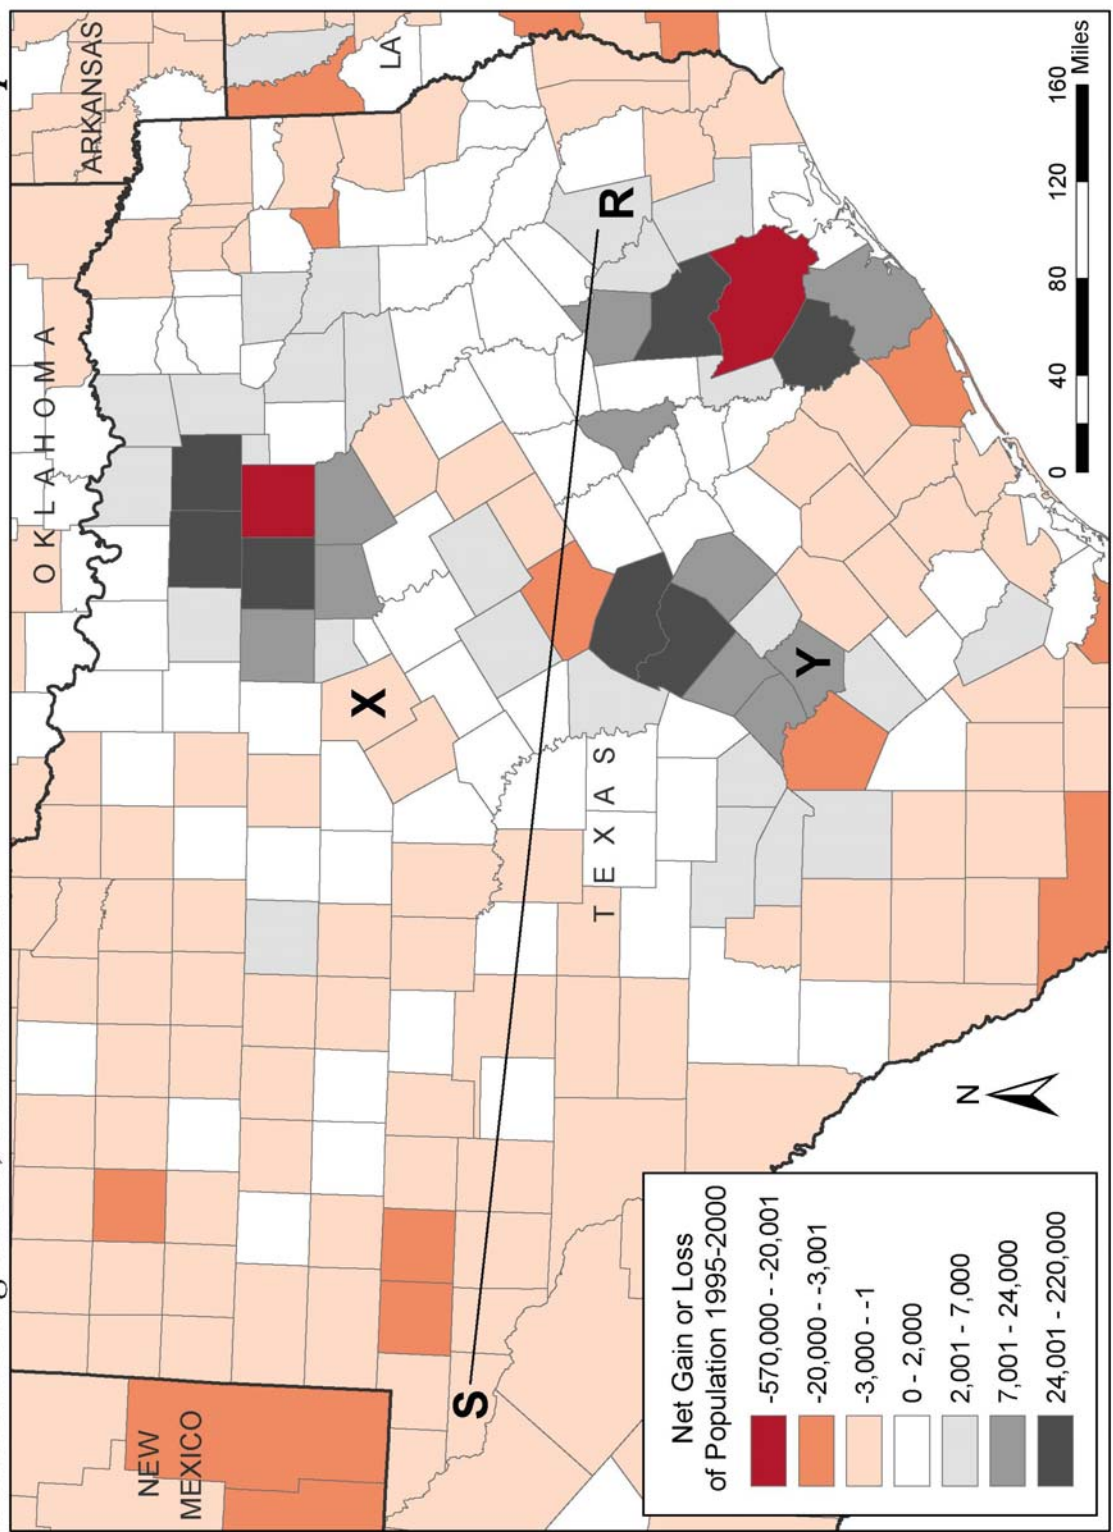 ARKANSAS
LA
OKLAHOMA
R
X
Y
TEXAS
S
NEW
MEXICO
N
0 40 80 120 160
Miles
Net Gain or Loss
of Population 1995-2000
-570,000 - -20,001
-20,000 - -3,001
-3,000 - -1
0 - 2,000
2,001 - 7,000
7,001 - 24,000
24,001 - 220,000